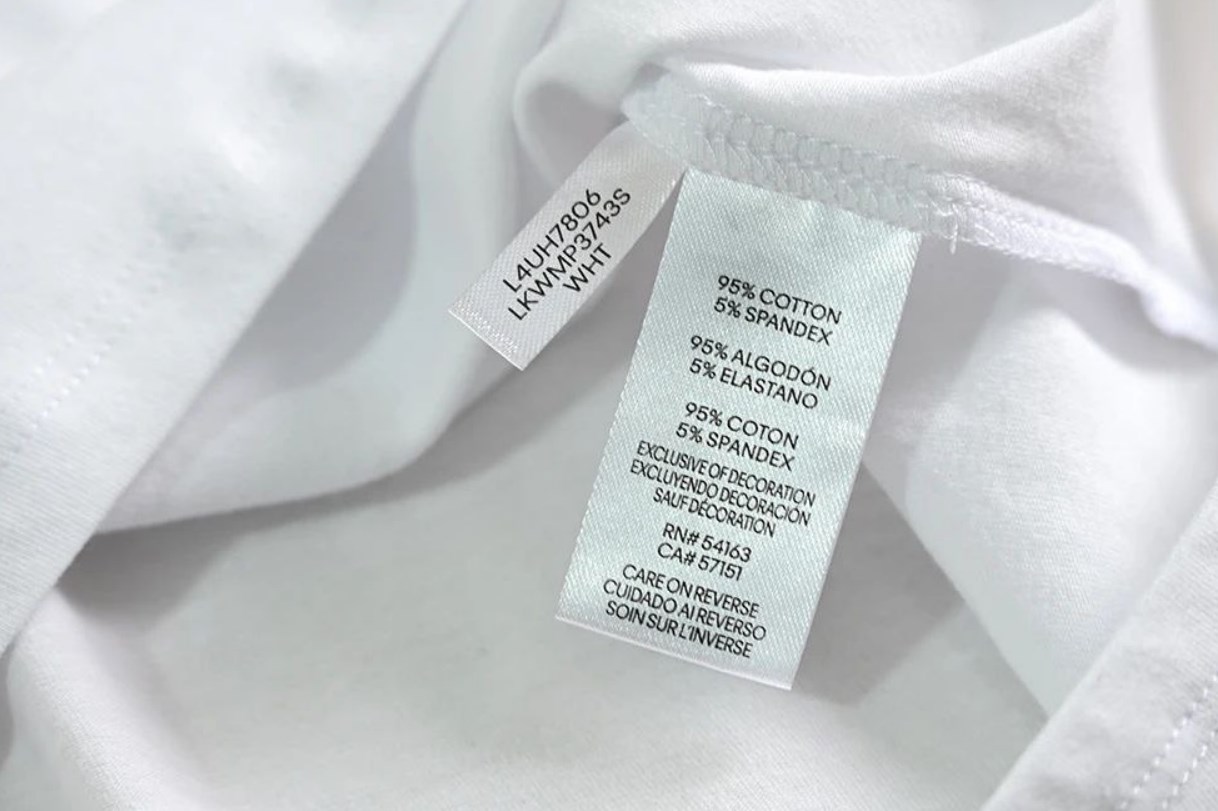 L4UH7806
LKWMP3743S
WHT
95% COTTON
5% SPANDEX
95% ALGODÓN
5% ELASTANO
95% COTON
5% SPANDEX
EXCLUSIVE OF DECORATION
EXCLUYENDO DECORACIÓN
SAUF DÉCORATION
RN# 54163
CA# 57151
CARE ON REVERSE
CUIDADO AI REVERSO
SOIN SUR L'INVERSE